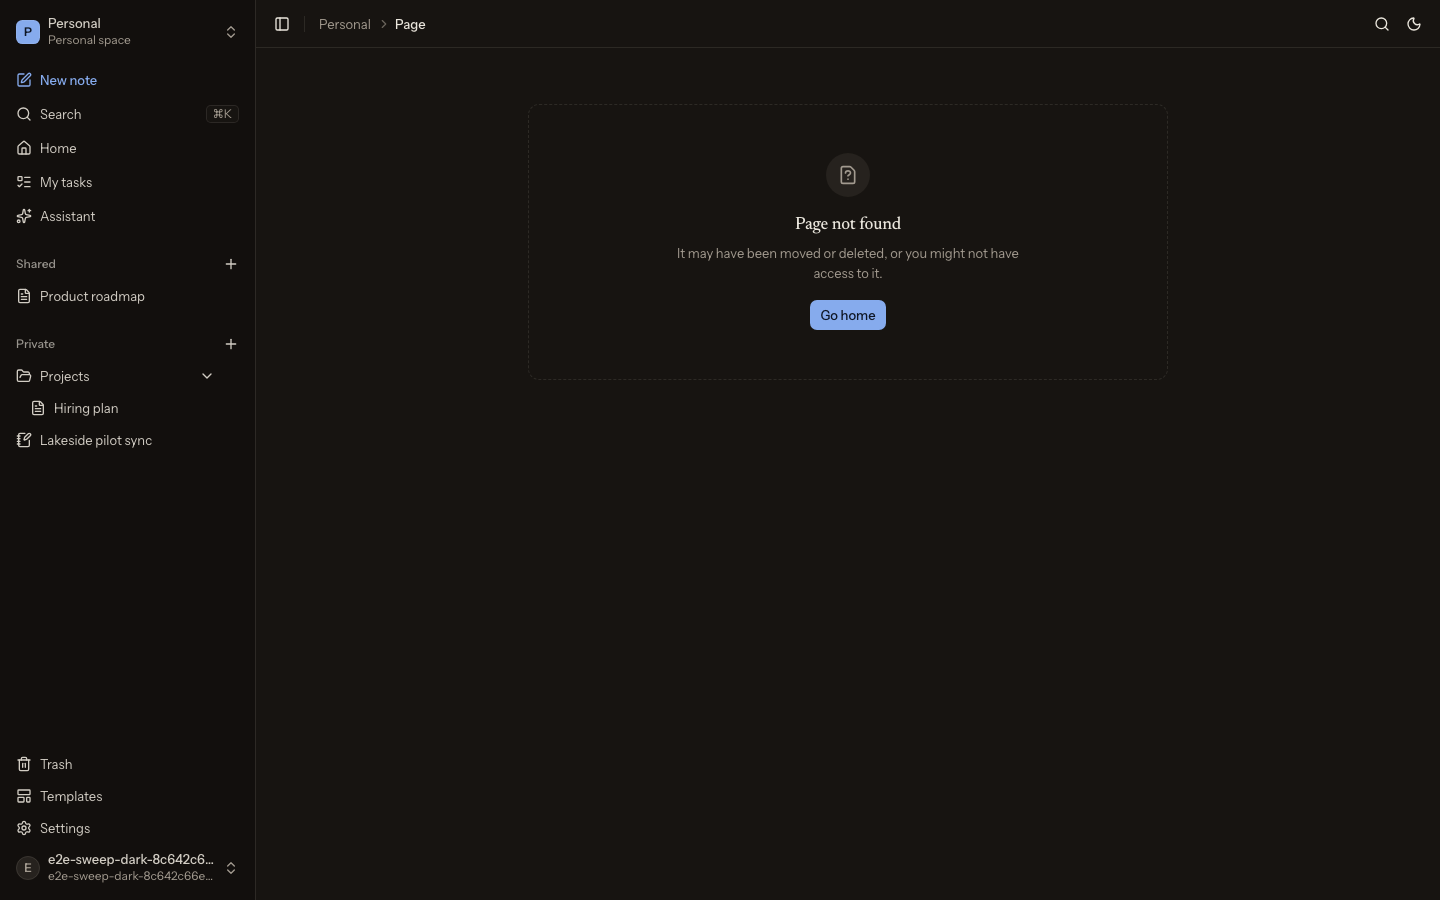 P
Personal
Personal space
New note
Search ⌘K
Home
My tasks
Assistant
Shared
Product roadmap
Private
Projects
Hiring plan
Lakeside pilot sync
Trash
Templates
Settings
E
e2e-sweep-dark-8c642c6…
e2e-sweep-dark-8c642c66e…
Personal
Page
Page not found
It may have been moved or deleted, or you might not have
access to it.
Go home